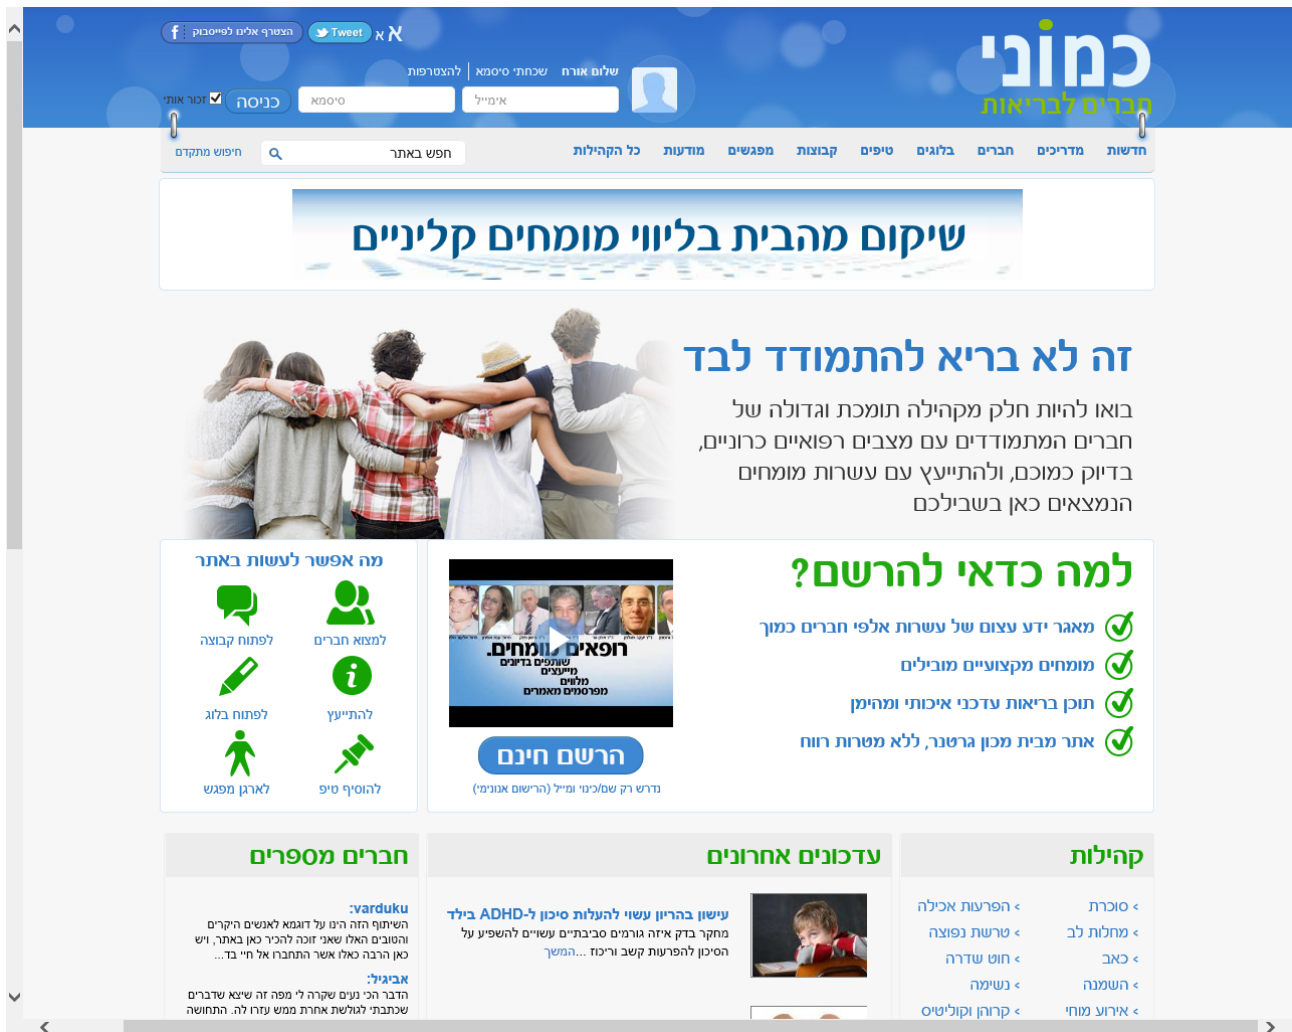 כמוני
חברים לבריאות
א א
Tweet
הצטרף אלינו לפייסבוק
שלום אורח שכחתי סיסמא | להצטרפות
אימייל
סיסמא
כניסה
זכור אותי
חדשות מדריכים חברים בלוגים טיפים קבוצות מפגשים מודעות כל הקהילות
חפש באתר
חיפוש מתקדם
שיקום מהבית בליווי מומחים קליניים
זה לא בריא להתמודד לבד
בואו להיות חלק מקהילה תומכת וגדולה של
חברים המתמודדים עם מצבים רפואיים כרוניים,
בדיוק כמוכם, ולהתייעץ עם עשרות מומחים
הנמצאים כאן בשבילכם
למה כדאי להרשם?
מאגר ידע עצום של עשרות אלפי חברים כמוך
מומחים מקצועיים מובילים
תוכן בריאות עדכני איכותי ומהימן
אתר מבית מכון גרטנר, ללא מטרות רווח
רופאים מומחים.
שותפים בדיונים
מייעצים
מלווים
מפרסמים מאמרים
הרשם חינם
נדרש רק שם/כינוי ומייל (הרישום אנונימי)
מה אפשר לעשות באתר
למצוא חברים
לפתוח קבוצה
להתייעץ
לפתוח בלוג
להוסיף טיפ
לארגן מפגש
קהילות
> סוכרת
> הפרעות אכילה
> מחלות לב
> טרשת נפוצה
> כאב
> חוט שדרה
> השמנה
> נשימה
> אירוע מוחי
> קרוהן וקוליטיס
עדכונים אחרונים
עישון בהריון עשוי להעלות סיכון ל-ADHD בילד
מחקר בדק איזה גורמים סביבתיים עשויים להשפיע על
הסיכון להפרעות קשב וריכוז ...המשך
חברים מספרים
varduku:
השיתוף הזה הינו על דוגמא לאנשים היקרים
והטובים האלו שאני זוכה להכיר כאן באתר, ויש
כאן הרבה כאלו אשר התחברו אל חיי בד...
אביגיל:
הדבר הכי נעים שקרה לי מפה זה שיצא שדברים
שכתבתי לגולשת אחרת ממש עזרו לה. התחושה